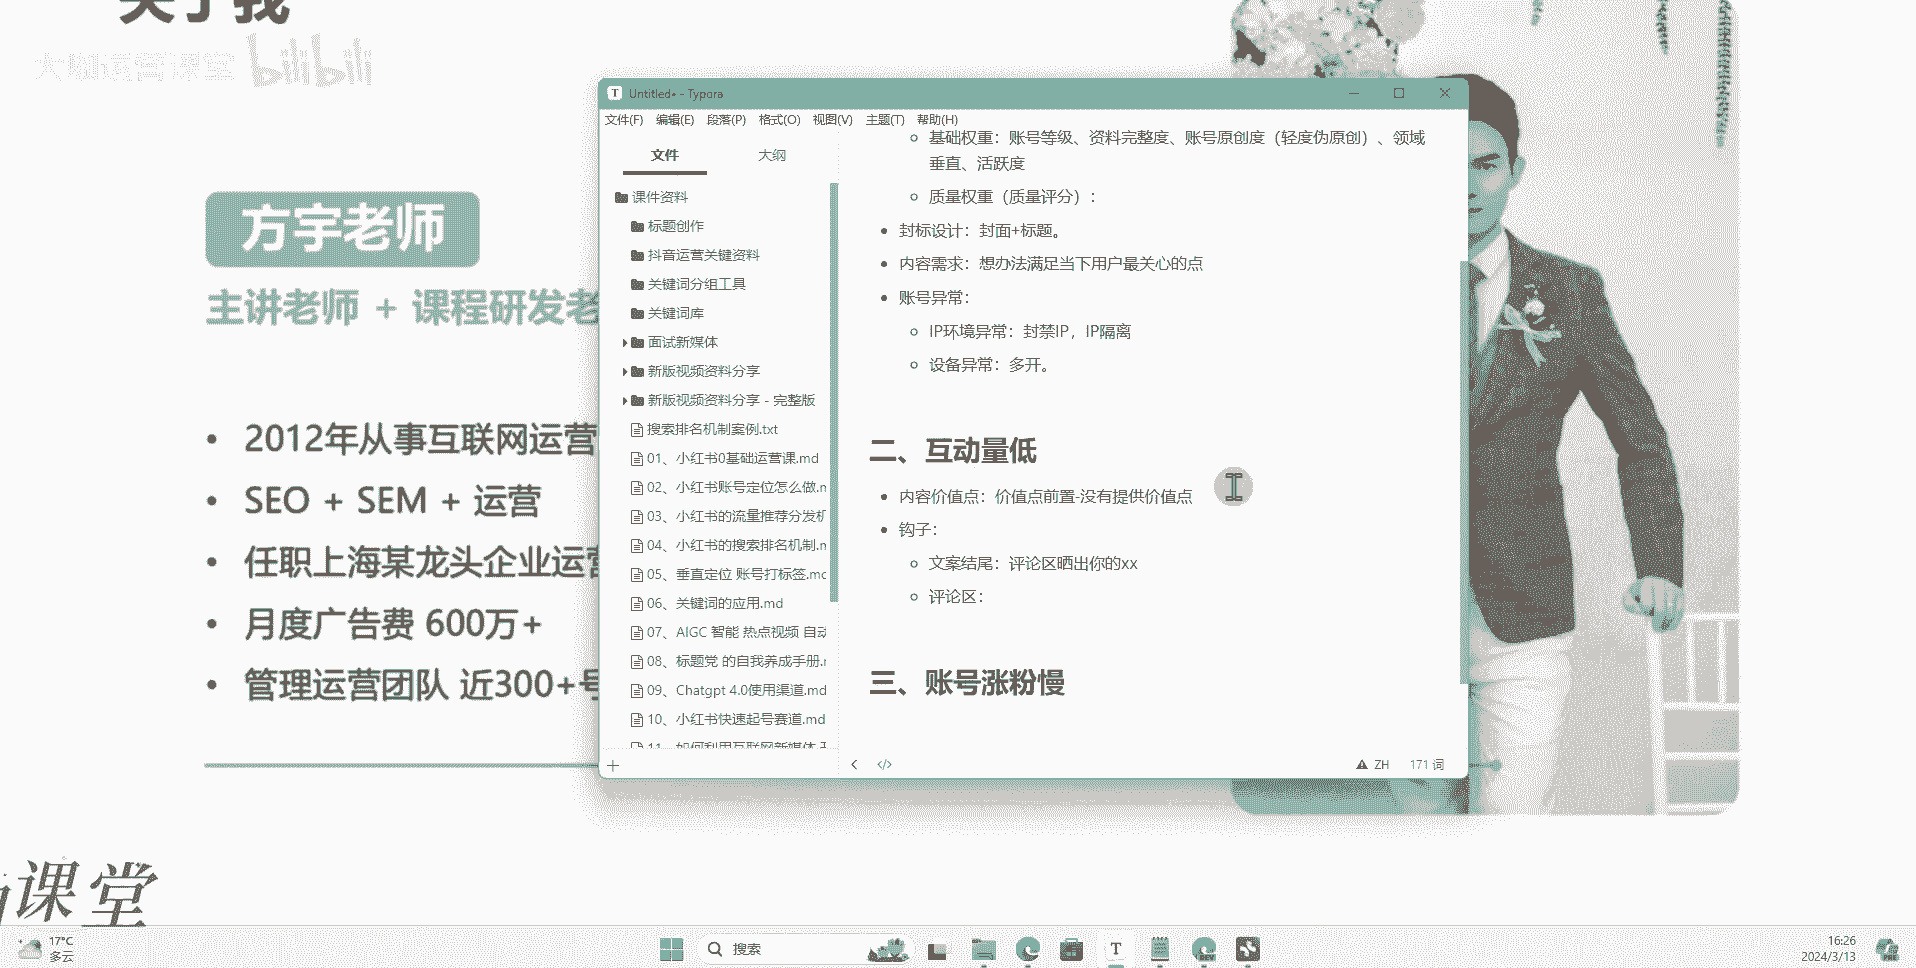 关于我
大咖运营课堂 bilibili
方宇老师
主讲老师 + 课程研发老
2012年从事互联网运营
SEO + SEM + 运营
任职上海某龙头企业运营
月度广告费 600万+
管理运营团队 近300+号
课堂
Untitled• - Typora
文件(F) 编辑(E) 段落(P) 格式(O) 视图(V) 主题(T) 帮助(H)
文件 大纲
课件资料
标题创作
抖音运营关键资料
关键词分组工具
关键词库
面试新媒体
新版视频资料分享
新版视频资料分享 - 完整版
搜索排名机制案例.txt
01、小红书0基础运营课.md
02、小红书账号定位怎么做.m
03、小红书的流量推荐分发机
04、小红书的搜索排名机制.m
05、垂直定位 账号打标签.mc
06、关键词的应用.md
07、AIGC 智能 热点视频 自动
08、标题党 的自我养成手册.m
09、Chatgpt 4.0使用渠道.md
10、小红书快速起号赛道.md
11、如何利用互联网新媒体
基础权重：账号等级、资料完整度、账号原创度（轻度伪原创）、领域
垂直、活跃度
质量权重（质量评分）：
封标设计：封面+标题。
内容需求：想办法满足当下用户最关心的点
账号异常：
IP环境异常：封禁IP，IP隔离
设备异常：多开。
二、互动量低
内容价值点：价值点前置-没有提供价值点
钩子：
文案结尾：评论区晒出你的xx
评论区：
三、账号涨粉慢
ZH 171 词
17°C
多云
搜索
16:26
2024/3/13